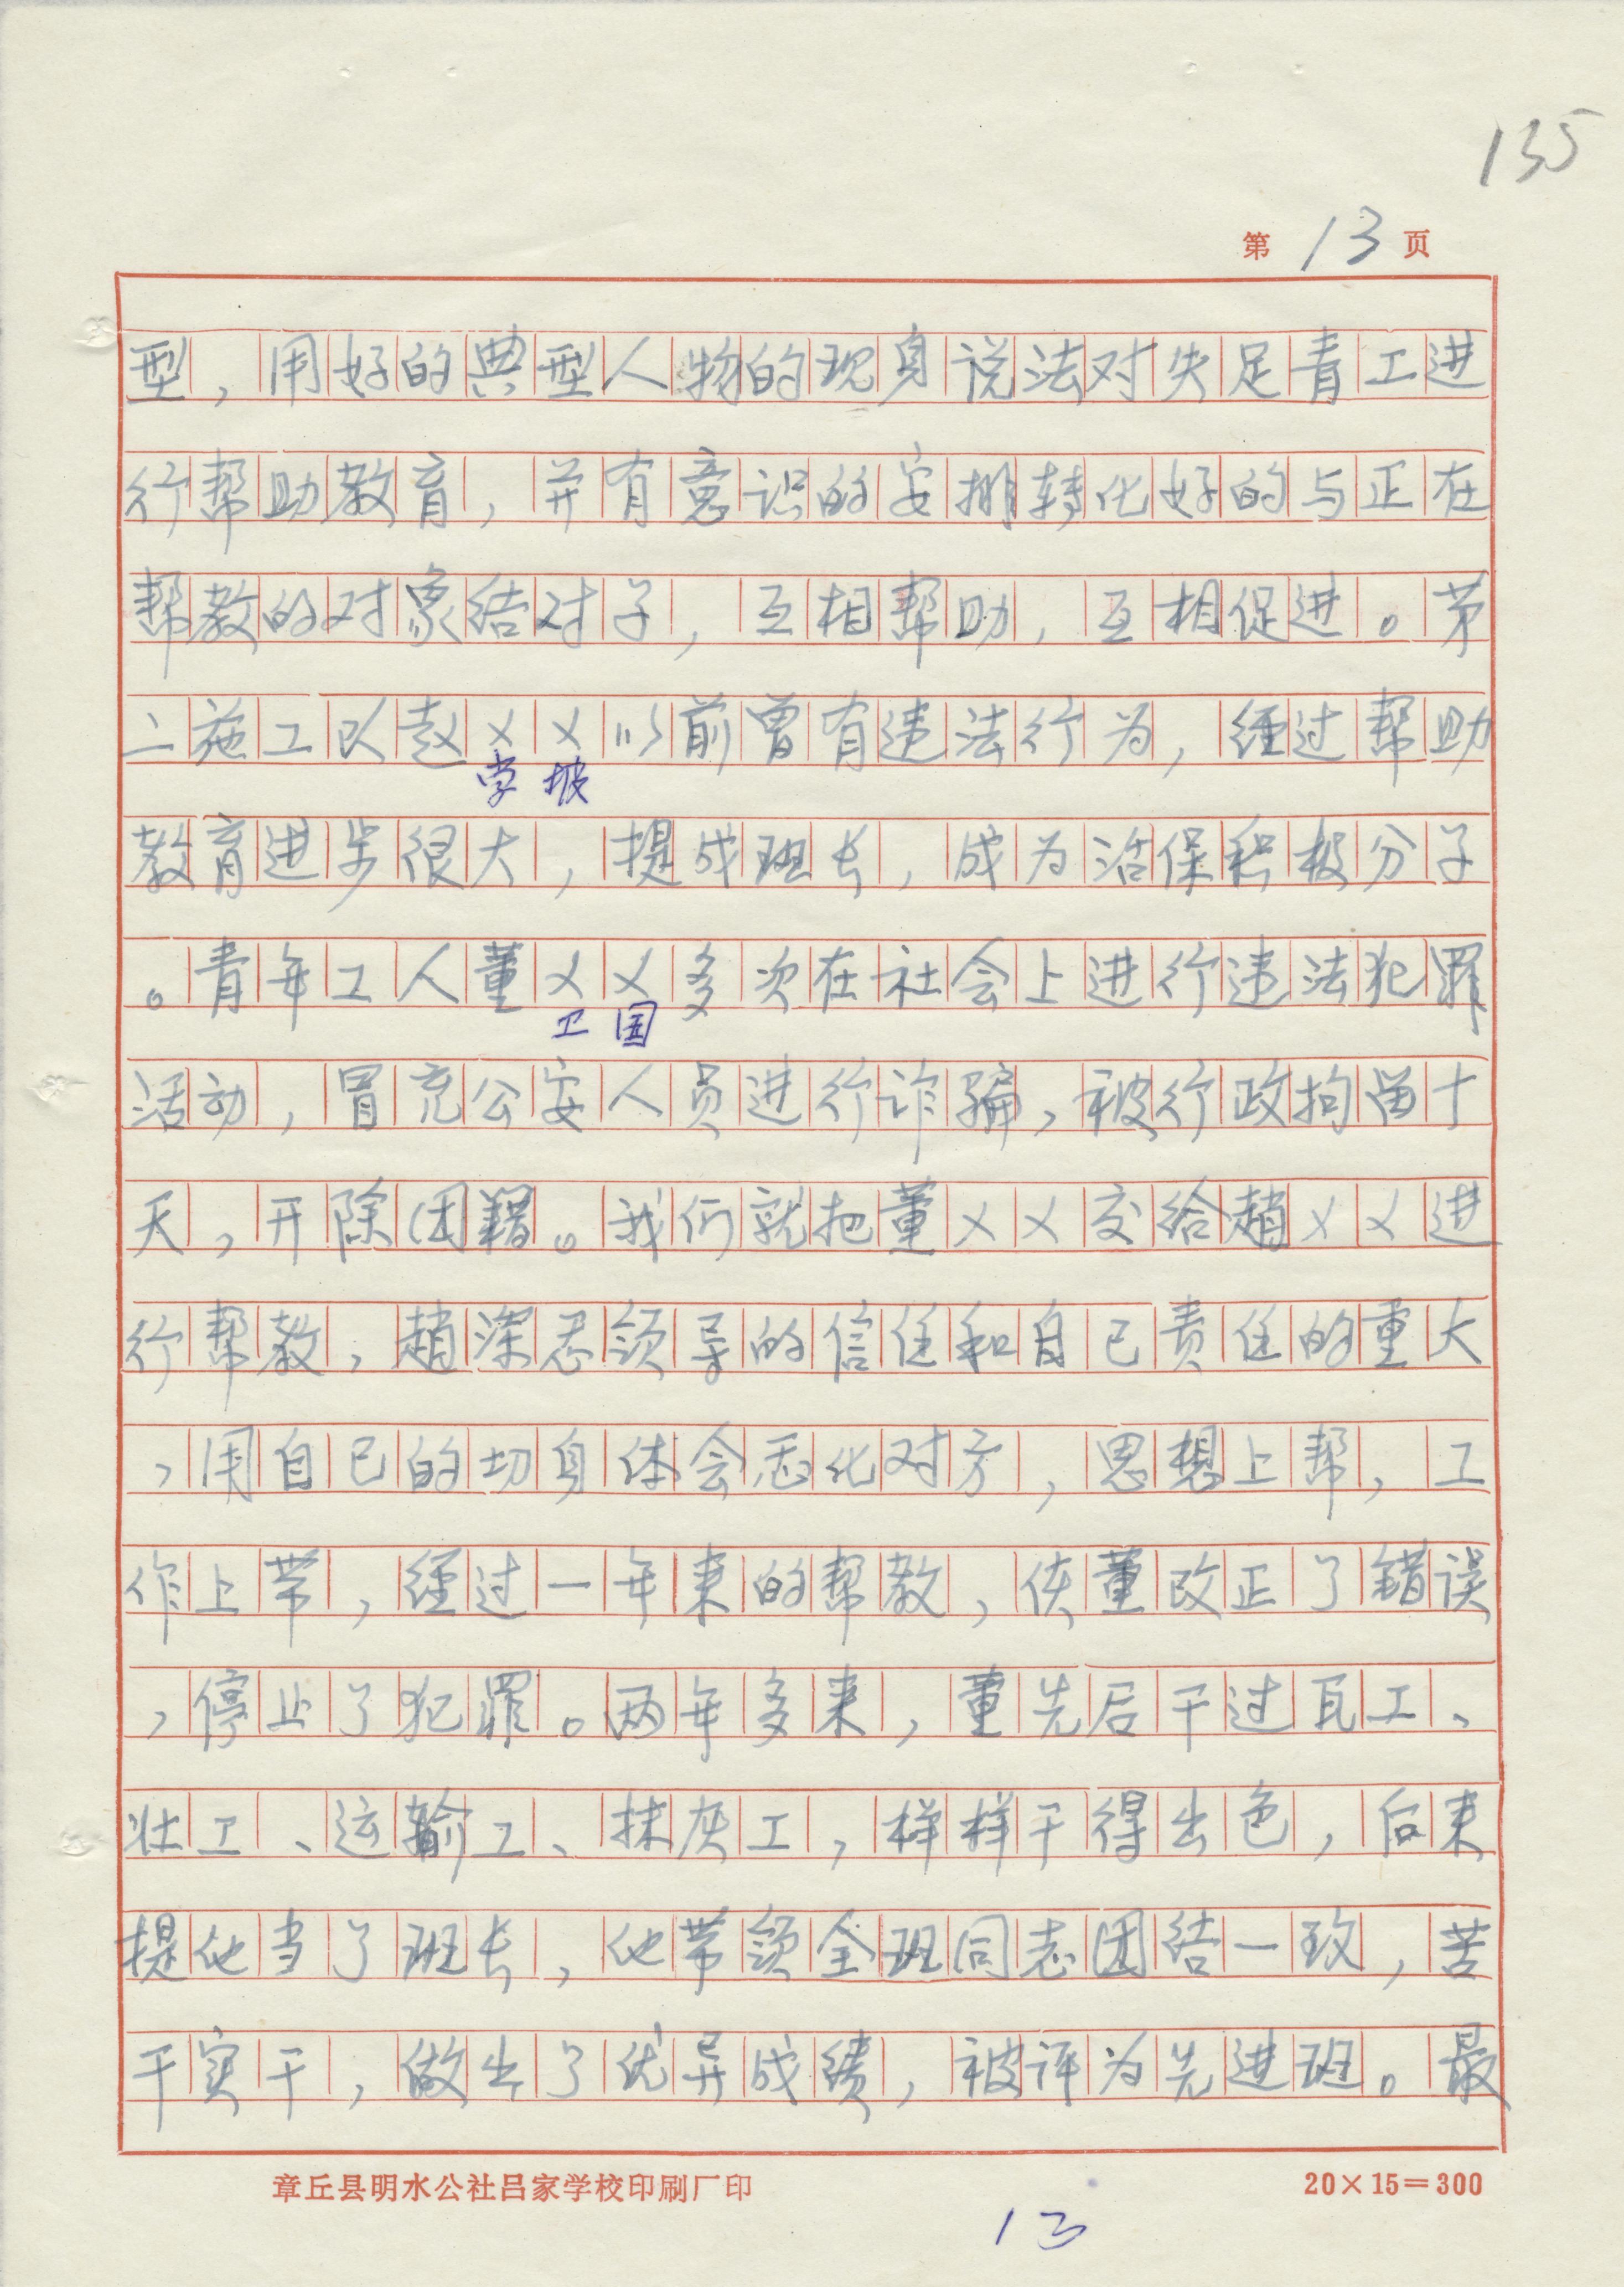 135
第 13 页
型，用好的典型人物的现身说法对失足青工进
行帮助教育，并有意识的安排转化好的与正在
帮教的对象结对子，互相帮助，互相促进。第
二施工队赵××以前曾有违法行为，经过帮助
学坡
教育进步很大，提成班长，成为治保积极分子
。青年工人董××多次在社会上进行违法犯罪
卫国
活动，冒充公安人员进行诈骗，被行政拘留十
天，开除团籍。我们就把董××交给趙××进
行帮教，趙深感领导的信任和自己责任的重大
，用自己的切身体会感化对方，思想上帮，工
作上带，经过一年来的帮教，使董改正了错误
，停止了犯罪。两年多来，董先后干过瓦工、
壮工、运输工、抹灰工，样样干得出色，后来
提他当了班长，他带领全班同志团结一致，苦
干实干，做出了优异成绩，被评为先进班。最
章丘县明水公社吕家学校印刷厂印
20×15=300
13